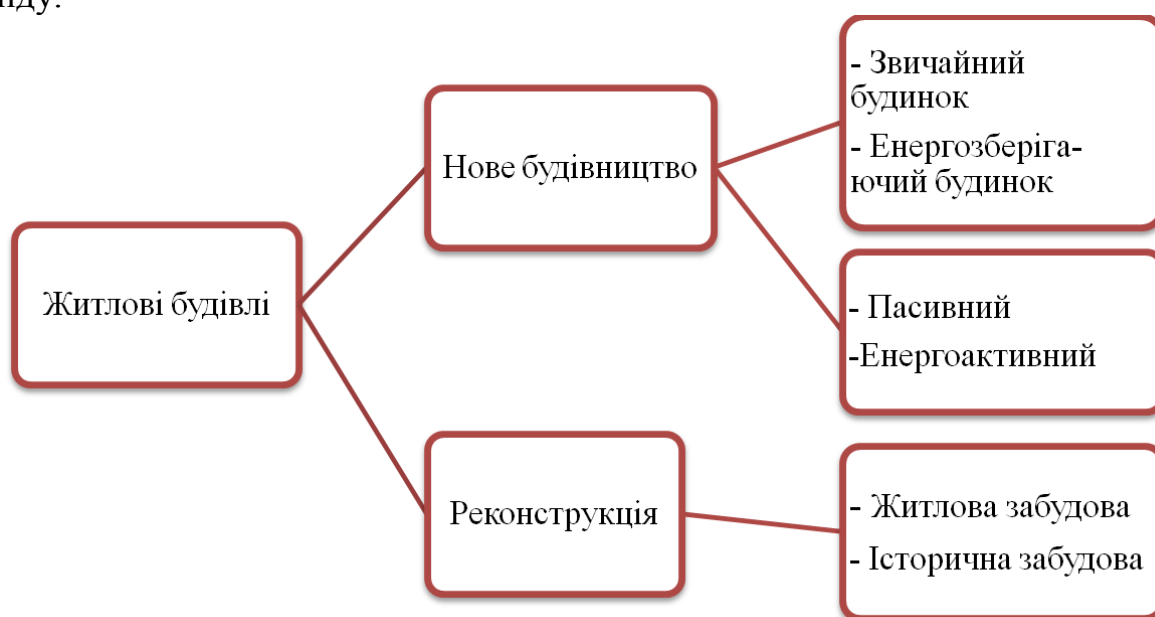 Житлові будівлі
Нове будівництво
- Звичайний
будинок
- Енергозберіга-
ючий будинок
- Пасивний
-Енергоактивний
Реконструкція
- Житлова забудова
- Історична забудова